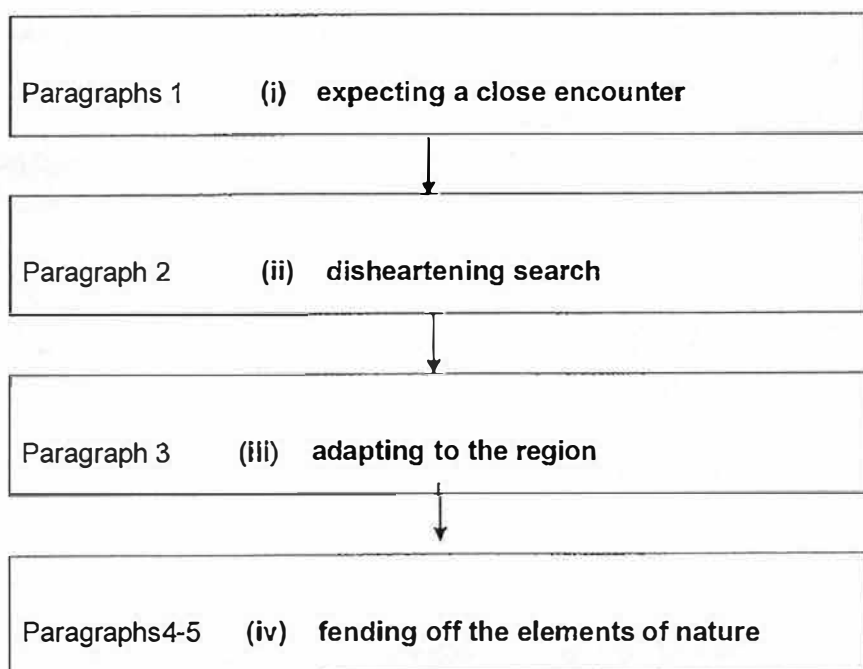 Paragraphs 1 (i) expecting a close encounter
Paragraph 2 (ii) disheartening search
Paragraph 3 (iii) adapting to the region
Paragraphs4-5 (iv) fending off the elements of nature